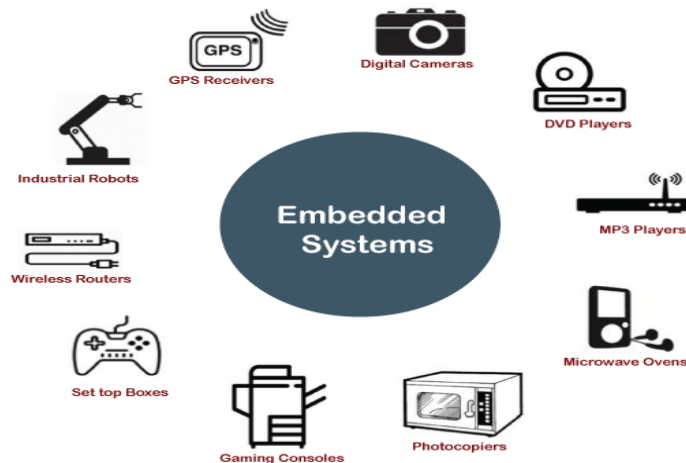 GPS
GPS Receivers
Digital Cameras
DVD Players
MP3 Players
Microwave Ovens
Photocopiers
Gaming Consoles
Set top Boxes
Wireless Routers
Industrial Robots
Embedded
Systems